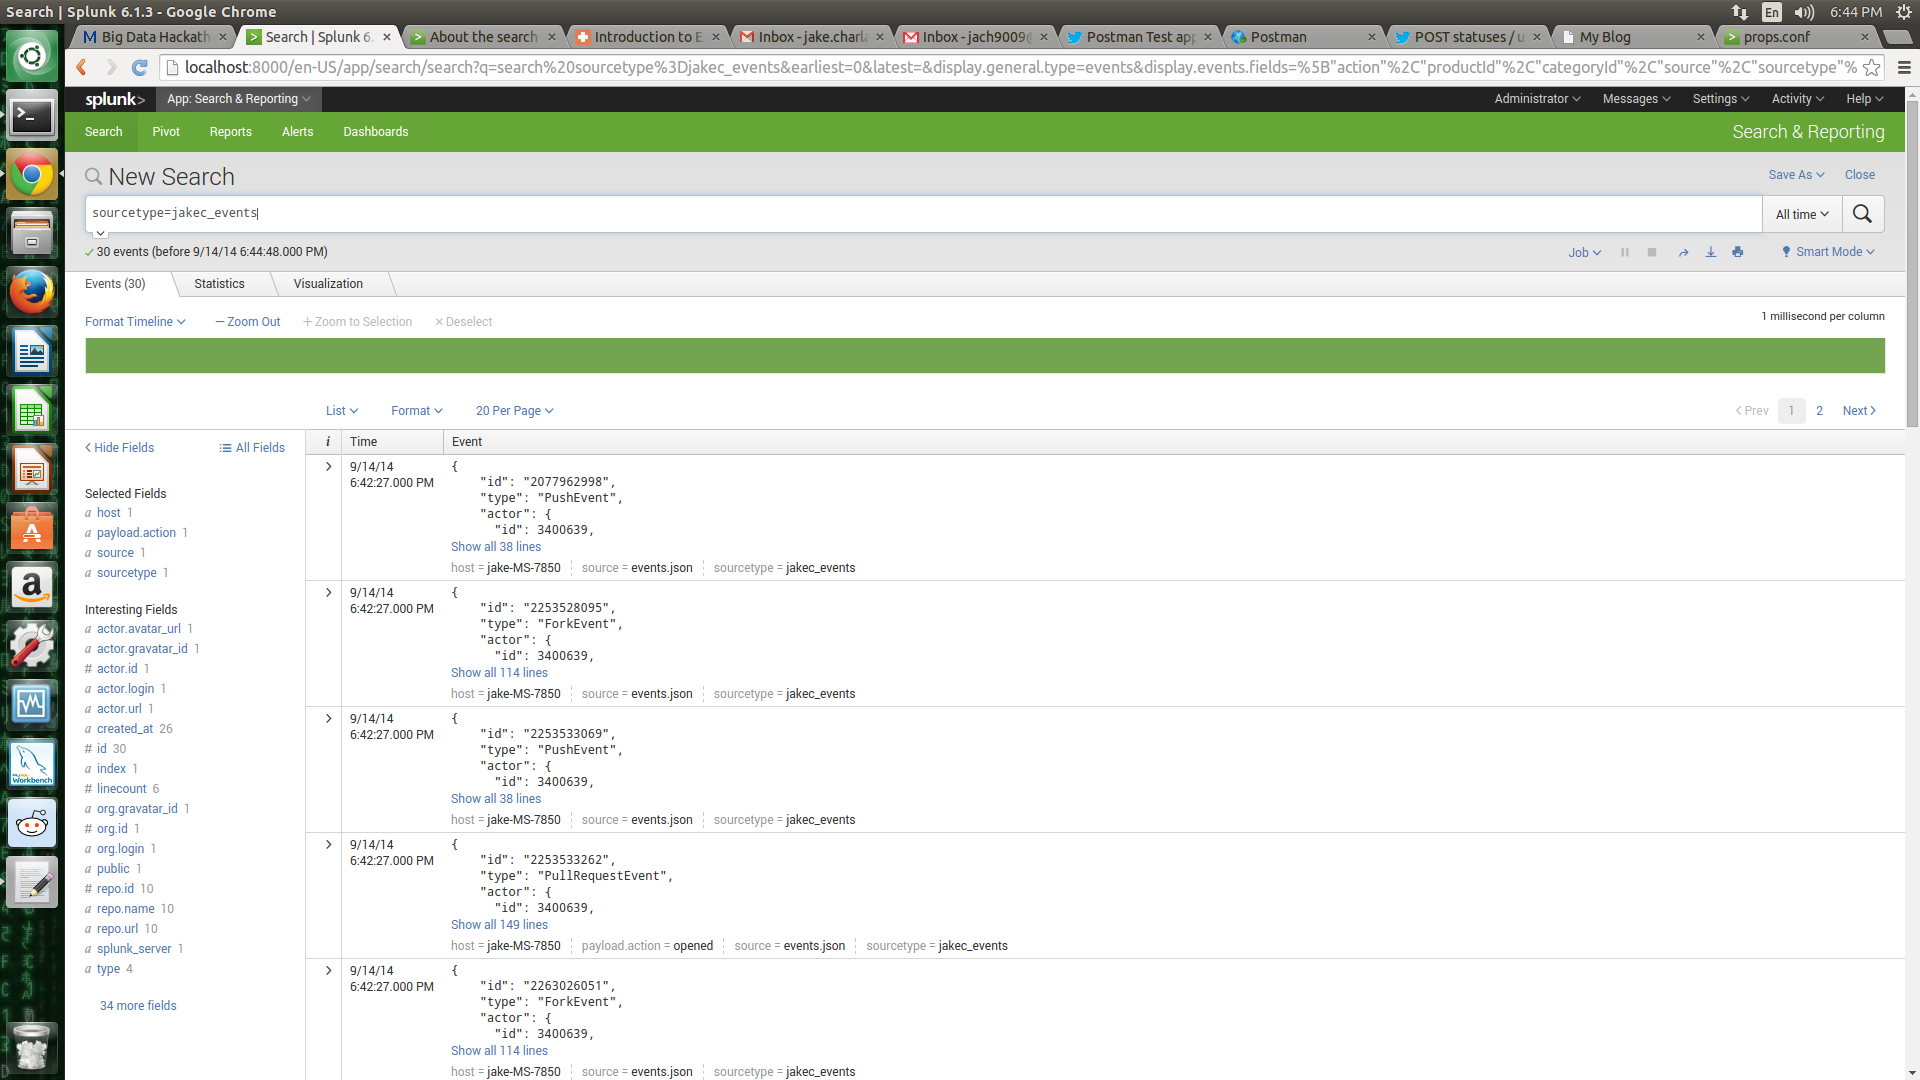 Search | Splunk 6.1.3 - Google Chrome
En
6:44 PM
Big Data Hackath
Search | Splunk 6.
About the search
Introduction to E
Inbox - jake.charla
Inbox - jach9009@
Postman Test app
Postman
POST statuses / u
My Blog
props.conf
localhost:8000/en-US/app/search/search?q=search%20sourcetype%3Djakec_events&earliest=0&latest=&display.general.type=events&display.events.fields=%5B"action"%2C"productId"%2C"categoryId"%2C"source"%2C"sourcetype"%
splunk>
App: Search & Reporting
Administrator
Messages
Settings
Activity
Help
Search
Pivot
Reports
Alerts
Dashboards
Search & Reporting
New Search
Save As
Close
sourcetype=jakec_events
All time
30 events (before 9/14/14 6:44:48.000 PM)
Job
Smart Mode
Events (30)
Statistics
Visualization
Format Timeline
Zoom Out
Zoom to Selection
Deselect
1 millisecond per column
List
Format
20 Per Page
Prev
1
2
Next
Hide Fields
All Fields
i
Time
Event
Selected Fields
a host 1
a payload.action 1
a source 1
a sourcetype 1
Interesting Fields
a actor.avatar_url 1
a actor.gravatar_id 1
# actor.id 1
a actor.login 1
a actor.url 1
a created_at 26
# id 30
a index 1
# linecount 6
a org.gravatar_id 1
# org.id 1
a org.login 1
a public 1
# repo.id 10
a repo.name 10
a repo.url 10
a splunk_server 1
a type 4
34 more fields
9/14/14
6:42:27.000 PM
{
"id": "2077962998",
"type": "PushEvent",
"actor": {
"id": 3400639,
Show all 38 lines
host = jake-MS-7850
source = events.json
sourcetype = jakec_events
9/14/14
6:42:27.000 PM
{
"id": "2253528095",
"type": "ForkEvent",
"actor": {
"id": 3400639,
Show all 114 lines
host = jake-MS-7850
source = events.json
sourcetype = jakec_events
9/14/14
6:42:27.000 PM
{
"id": "2253533069",
"type": "PushEvent",
"actor": {
"id": 3400639,
Show all 38 lines
host = jake-MS-7850
source = events.json
sourcetype = jakec_events
9/14/14
6:42:27.000 PM
{
"id": "2253533262",
"type": "PullRequestEvent",
"actor": {
"id": 3400639,
Show all 149 lines
host = jake-MS-7850
payload.action = opened
source = events.json
sourcetype = jakec_events
9/14/14
6:42:27.000 PM
{
"id": "2263026051",
"type": "ForkEvent",
"actor": {
"id": 3400639,
Show all 114 lines
host = jake-MS-7850
source = events.json
sourcetype = jakec_events